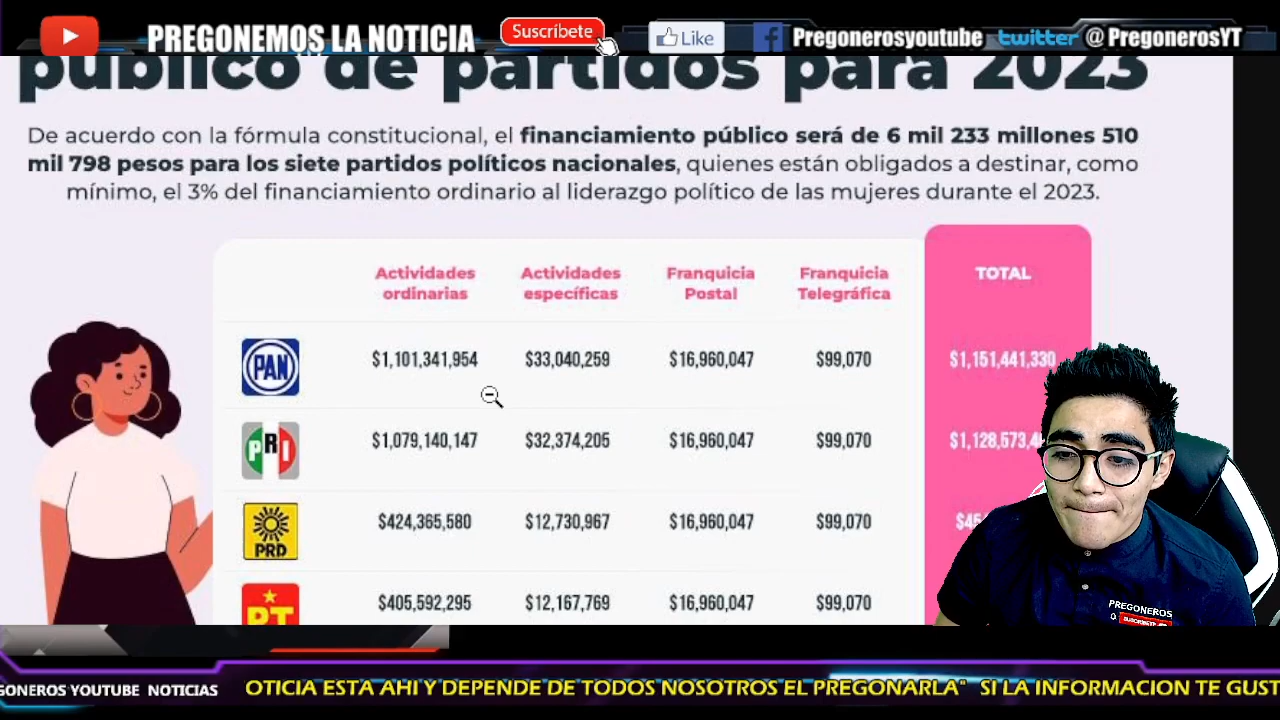 PREGONEMOS LA NOTICIA
Suscríbete
Like
Pregonerosyoutube
twitter
@PregonerosYT
público de partidos para 2023
De acuerdo con la fórmula constitucional, el financiamiento público será de 6 mil 233 millones 510
mil 798 pesos para los siete partidos políticos nacionales, quienes están obligados a destinar, como
mínimo, el 3% del financiamiento ordinario al liderazgo político de las mujeres durante el 2023.
Actividades ordinarias
Actividades específicas
Franquicia Postal
Franquicia Telegráfica
TOTAL
PAN $1,101,341,954 $33,040,259 $16,960,047 $99,070 $1,151,441,330
PRI $1,079,140,147 $32,374,205 $16,960,047 $99,070 $1,128,573,4
PRD $424,365,580 $12,730,967 $16,960,047 $99,070
PT $405,592,295 $12,167,769 $16,960,047 $99,070
PREGONEROS
SUSCRIBETE
GONEROS YOUTUBE NOTICIAS
OTICIA ESTA AHI Y DEPENDE DE TODOS NOSOTROS EL PREGONARLA" SI LA INFORMACION TE GUST